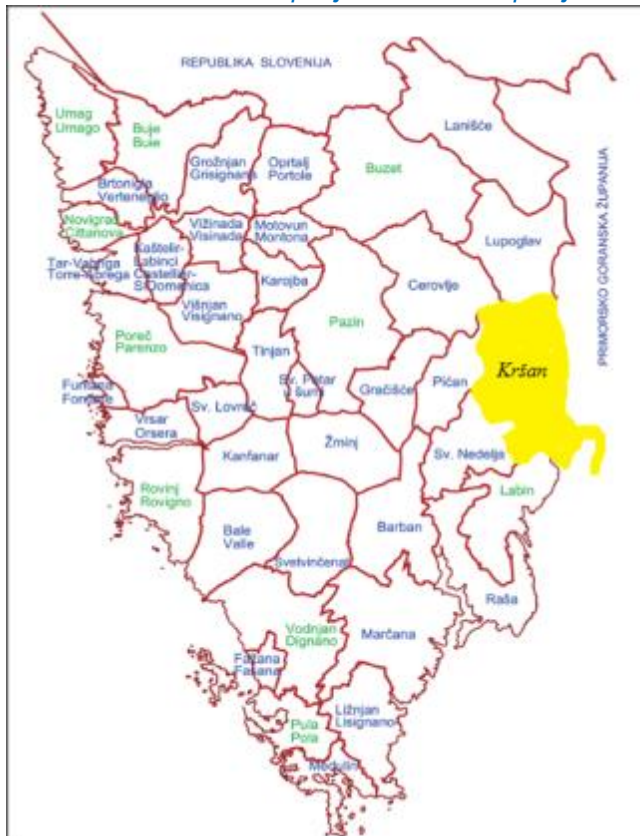 REPUBLIKA SLOVENIJA
Umag
Umago
Buje
Buie
Grožnjan
Grisignana
Oprtalj
Portole
Buzet
Lanišće
Brtonigla
Verteneglio
Novigrad
Cittanova
Vižinada
Visinada
Motovun
Montona
Lupoglav
PRIMORSKO GORANSKA ŽUPANIJA
Tar-Vabriga
Torre-Abrega
Kaštelir-
Labinci
Castellier-
S.Domenica
Karojba
Cerovlje
Višnjan
Visignano
Poreč
Parenzo
Pazin
Tinjan
Sv. Petar
u šumi
Gračišće
Pićan
Kršan
Funtana
Fontane
Vrsar
Orsera
Sv. Lovreč
Kanfanar
Žminj
Sv. Nedelja
Labin
Rovinj
Rovigno
Bale
Valle
Svetvinčenat
Barban
Raša
Vodnjan
Dignano
Marčana
Fažana
Fasana
Ližnjan
Lisignano
Pula
Pola
Medulin